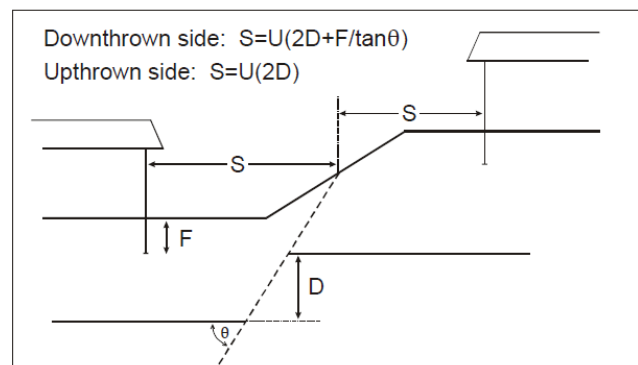 Downthrown side: S=U(2D+F/tanθ)
Upthrown side: S=U(2D)
S
S
F
D
θ